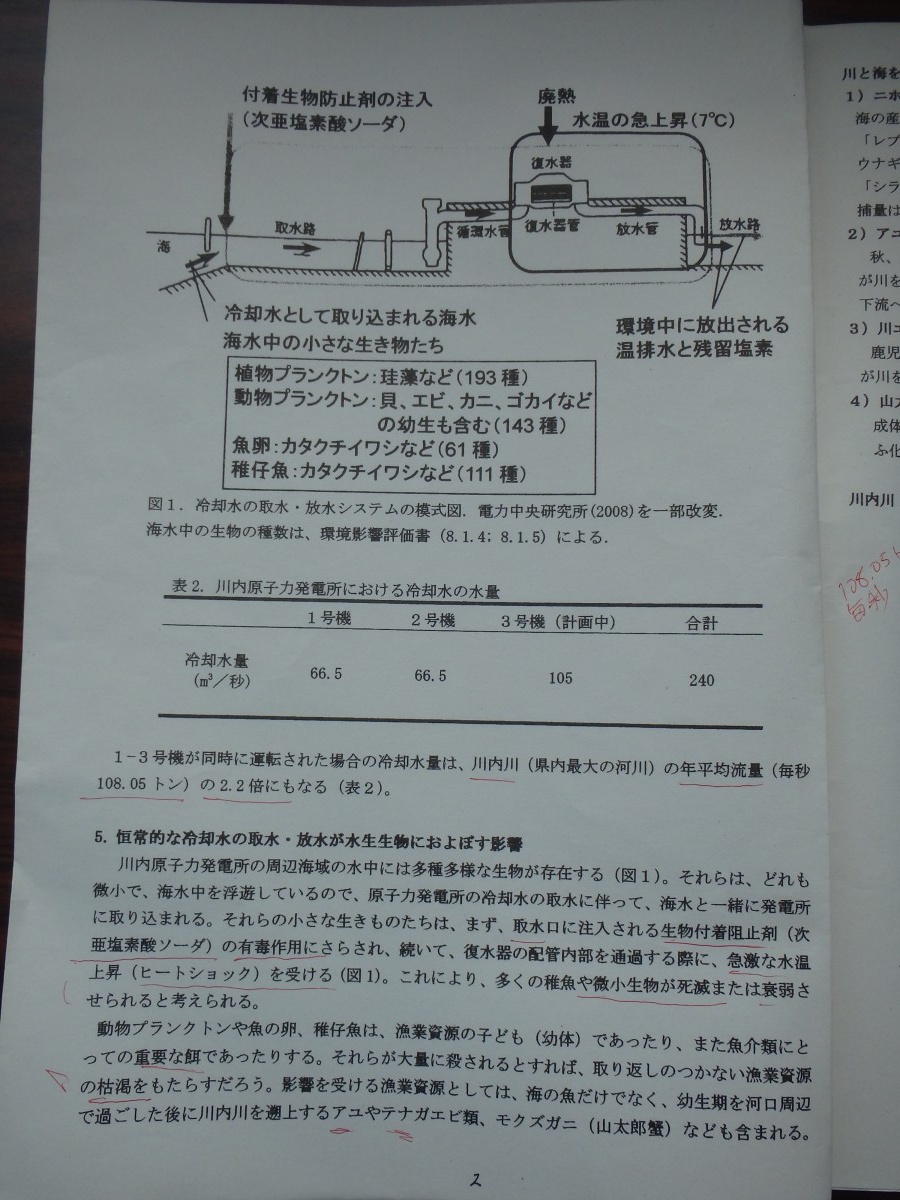 付着生物防止剤の注入
(次亜塩素酸ソーダ)
廃熱
水温の急上昇(7℃)
復水器
取水路
循環水管
復水器管
放水管
放水路
海
冷却水として取り込まれる海水
海水中の小さな生き物たち
環境中に放出される
温排水と残留塩素
植物プランクトン：珪藻など(193種)
動物プランクトン：貝、エビ、カニ、ゴカイなど
の幼生も含む(143種)
魚卵：カタクチイワシなど(61種)
稚仔魚：カタクチイワシなど(111種)
図1．冷却水の取水・放水システムの模式図．電力中央研究所(2008)を一部改変．
海水中の生物の種数は、環境影響評価書(8.1.4; 8.1.5)による．
表2．川内原子力発電所における冷却水の水量
1号機 2号機 3号機（計画中） 合計
冷却水量
(m³/秒) 66.5 66.5 105 240
1-3号機が同時に運転された場合の冷却水量は、川内川（県内最大の河川）の年平均流量（毎秒
108.05トン）の2.2倍にもなる（表2）。
5. 恒常的な冷却水の取水・放水が水生生物におよぼす影響
川内原子力発電所の周辺海域の水中には多種多様な生物が存在する（図1）。それらは、どれも
微小で、海水中を浮遊しているので、原子力発電所の冷却水の取水に伴って、海水と一緒に発電所
に取り込まれる。それらの小さな生きものたちは、まず、取水口に注入される生物付着阻止剤（次
亜塩素酸ソーダ）の有毒作用にさらされ、続いて、復水器の配管内部を通過する際に、急激な水温
上昇（ヒートショック）を受ける（図1）。これにより、多くの稚魚や微小生物が死滅または衰弱さ
せられると考えられる。
動物プランクトンや魚の卵、稚仔魚は、漁業資源の子ども（幼体）であったり、また魚介類にと
っての重要な餌であったりする。それらが大量に殺されるとすれば、取り返しのつかない漁業資源
の枯渇をもたらすだろう。影響を受ける漁業資源としては、海の魚だけでなく、幼生期を河口周辺
で過ごした後に川内川を遡上するアユやテナガエビ類、モクズガニ（山太郎蟹）なども含まれる。
2
川と海を
1）ニホ
海の産
「レプ
ウナギ
「シラ
捕量は
2）アユ
秋、
が川を
下流へ
3）川エ
鹿児
が川を
4）山太
成体
ふ化
川内川
108.05t
毎秒